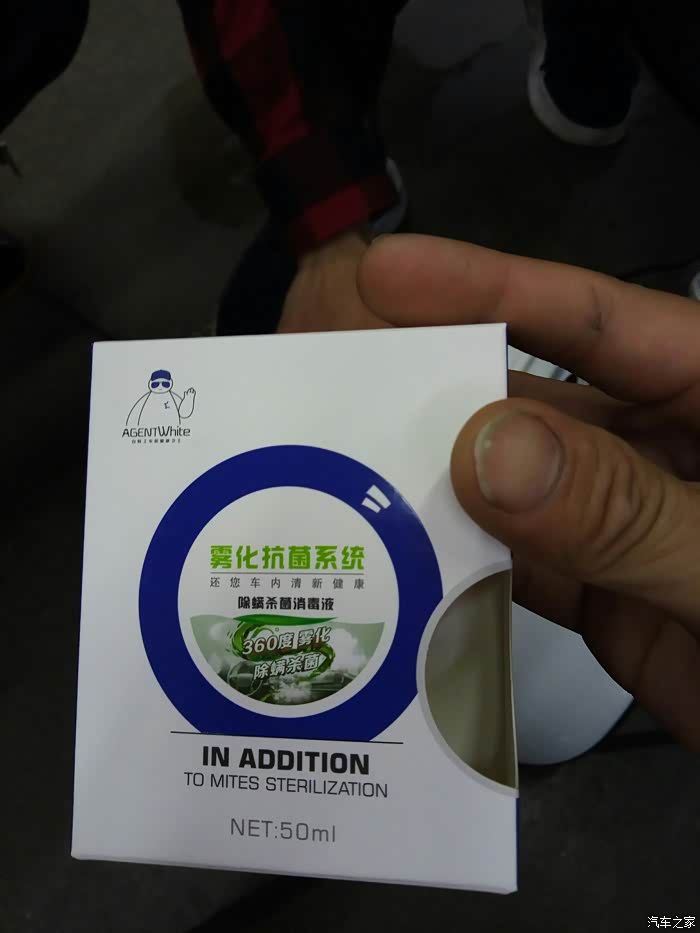 AGENTWhite
雾化抗菌系统
还您车内清新健康
除螨杀菌消毒液
360度雾化
除螨杀菌
IN ADDITION
TO MITES STERILIZATION
NET:50ml
汽车之家